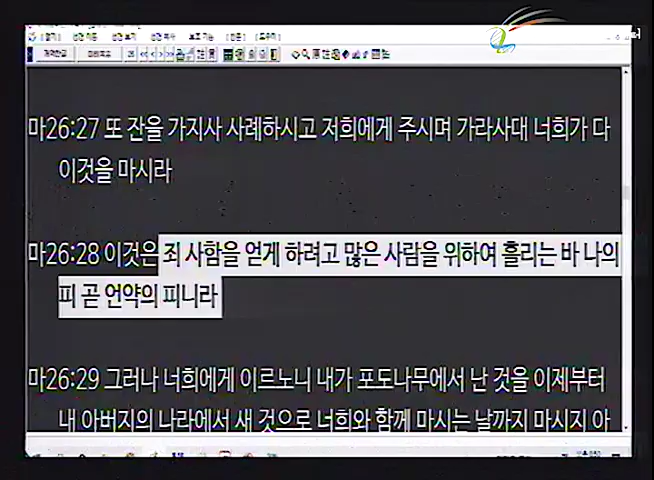 개역한글
마26:27 또 잔을 가지사 사례하시고 저희에게 주시며 가라사대 너희가 다
이것을 마시라
마26:28 이것은 죄 사함을 얻게 하려고 많은 사람을 위하여 흘리는 바 나의
피 곧 언약의 피니라
마26:29 그러나 너희에게 이르노니 내가 포도나무에서 난 것을 이제부터
내 아버지의 나라에서 새 것으로 너희와 함께 마시는 날까지 마시지 아